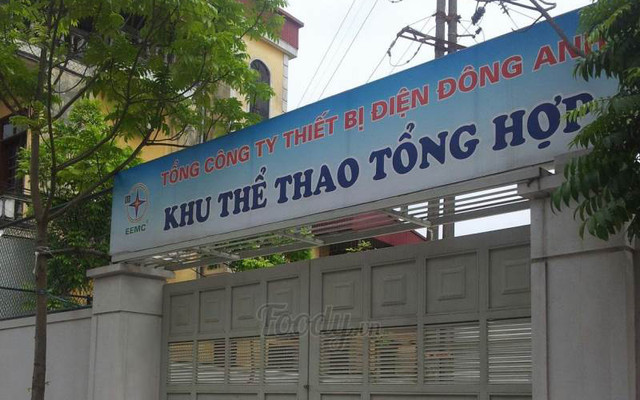 TỔNG CÔNG TY THIẾT BỊ ĐIỆN ĐÔNG ANH
KHU THỂ THAO TỔNG HỢP
EEMC
Foody.vn